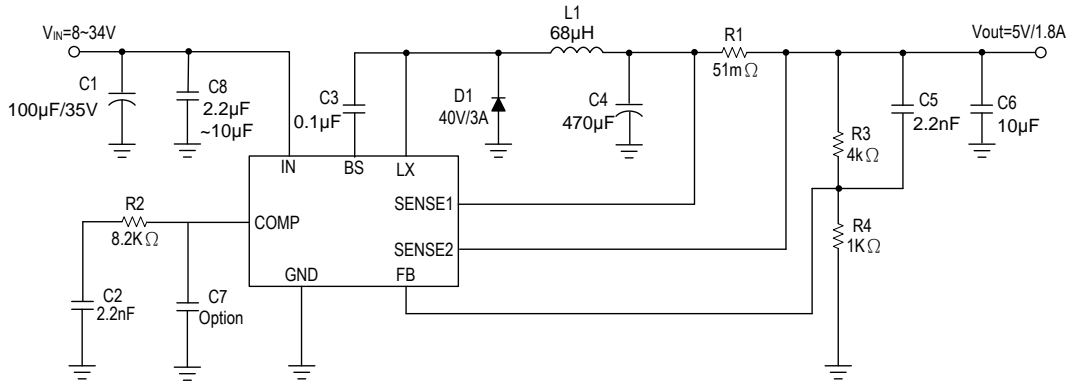 VIN=8~34V
C1
100µF/35V
C8
2.2µF
~10µF
C3
0.1µF
D1
40V/3A
L1
68µH
C4
470µF
R1
51mΩ
Vout=5V/1.8A
R3
4kΩ
C5
2.2nF
C6
10µF
R4
1KΩ
IN
BS
LX
SENSE1
SENSE2
COMP
GND
FB
R2
8.2KΩ
C2
2.2nF
C7
Option